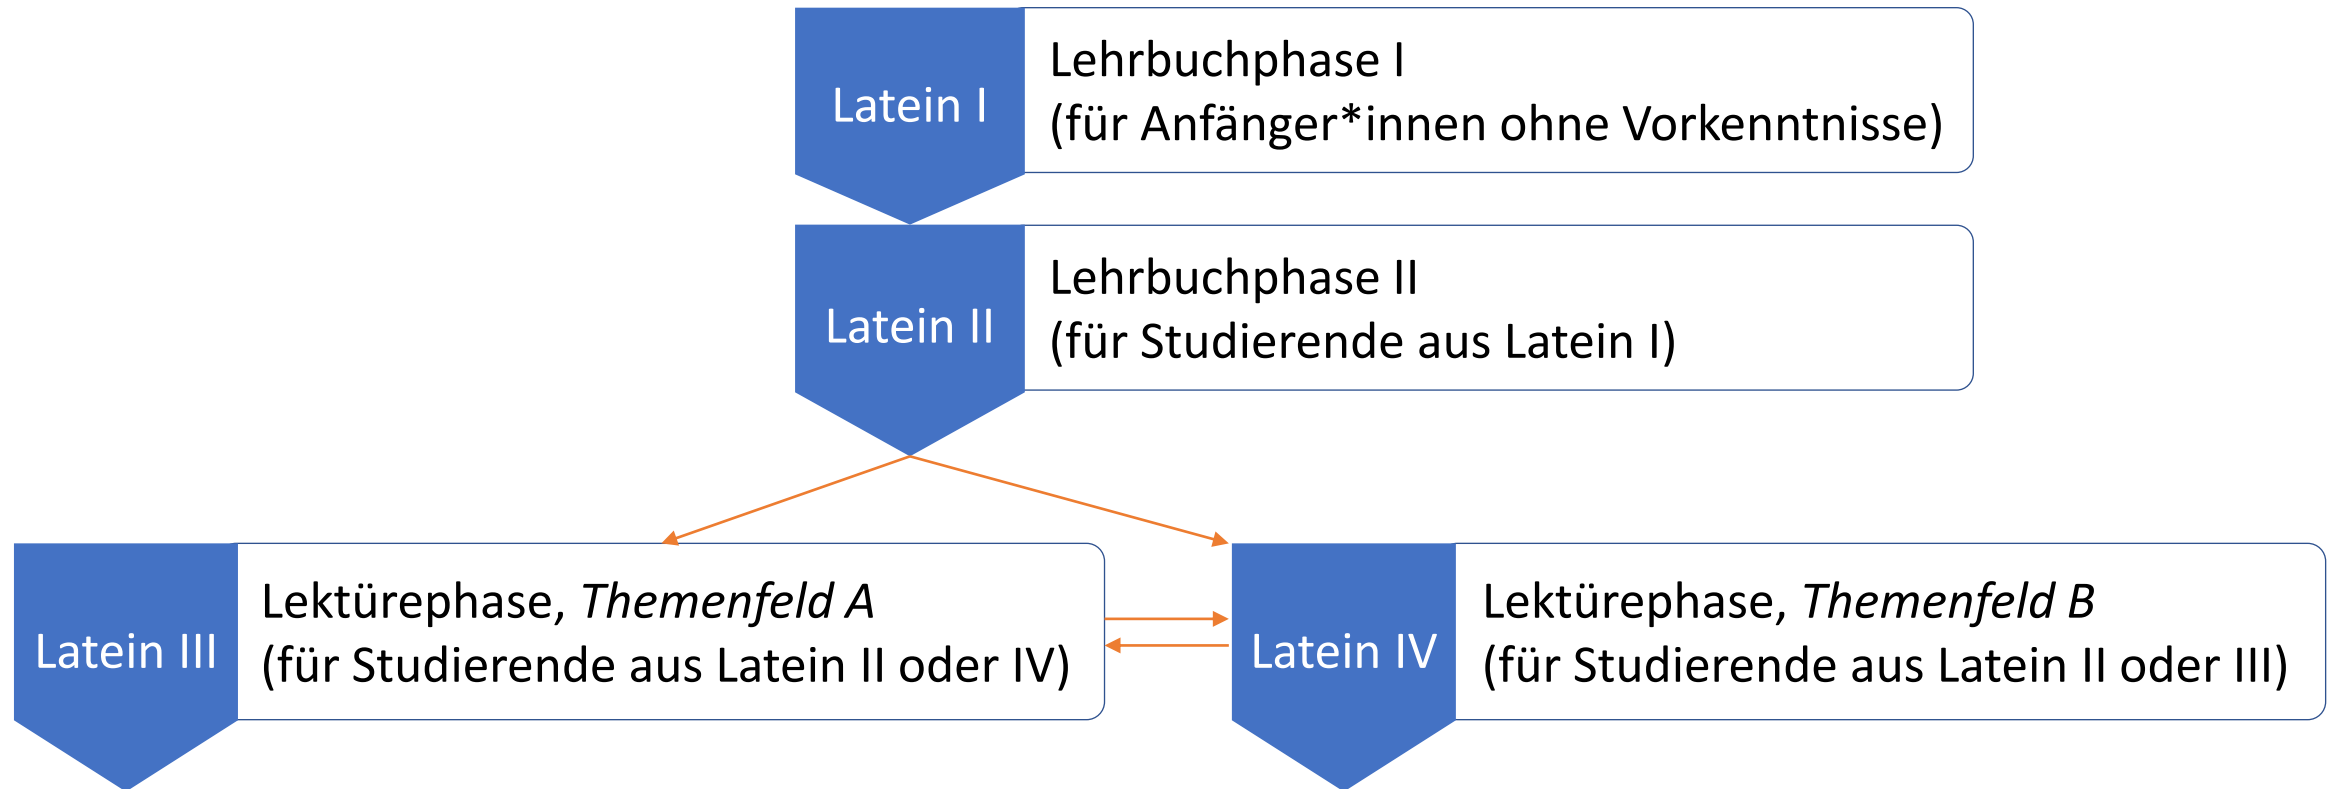 Latein I
Lehrbuchphase I
(für Anfänger*innen ohne Vorkenntnisse)
Latein II
Lehrbuchphase II
(für Studierende aus Latein I)
Latein III
Lektürephase, Themenfeld A
(für Studierende aus Latein II oder IV)
Latein IV
Lektürephase, Themenfeld B
(für Studierende aus Latein II oder III)